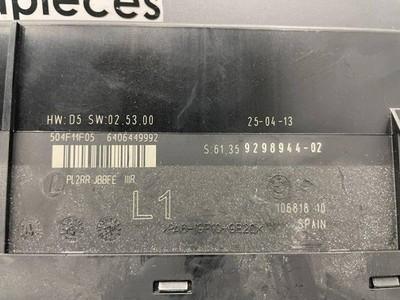 apieces
HW:D5 SW:02.53.00 25-04-13
504F11F05 6406449992
S:61.35 9298944-02
PL2RR JBBFE IIIR
L1
106818 10
SPAIN